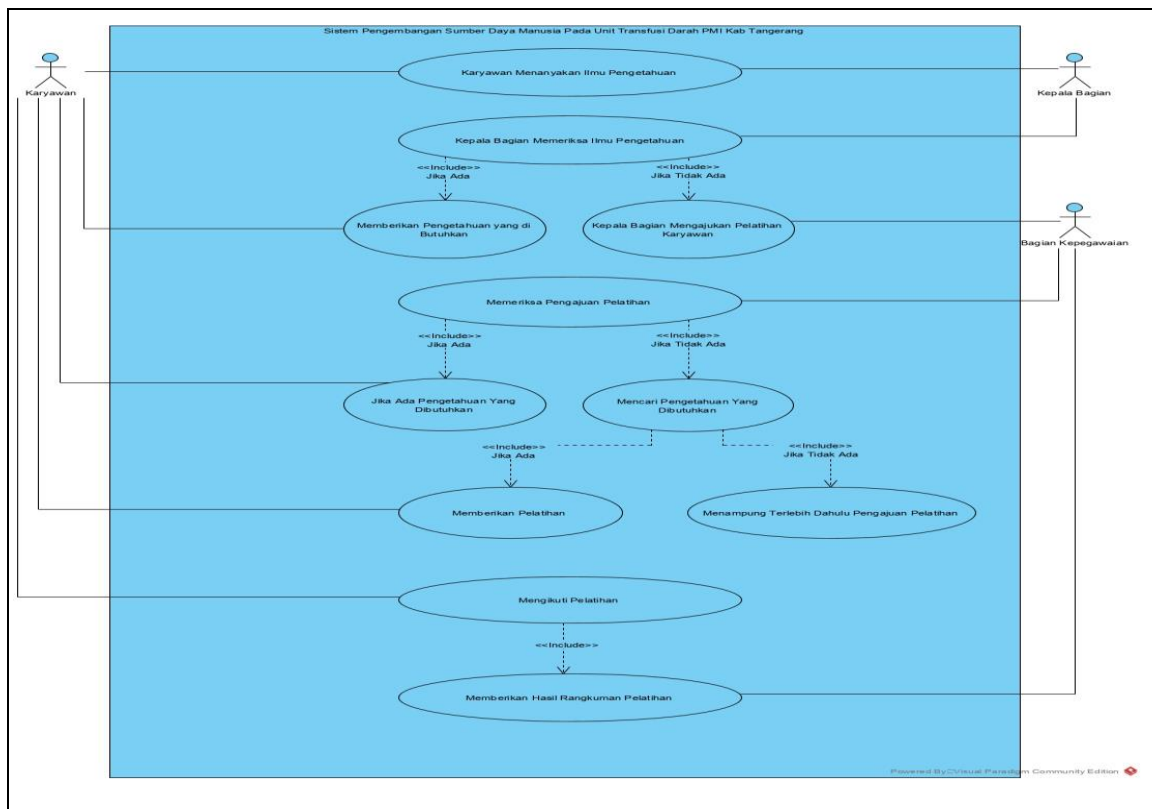 Sistem Pengembangan Sumber Daya Manusia Pada Unit Transfusi Darah PMI Kab Tangerang
Karyawan Menanyakan Ilmu Pengetahuan
Karyawan
Kepala Bagian
Kepala Bagian Memeriksa Ilmu Pengetahuan
<<Include>>
Jika Ada
<<Include>>
Jika Tidak Ada
Memberikan Pengetahuan yang di
Butuhkan
Kepala Bagian Mengajukan Pelatihan
Karyawan
Bagian Kepegawaian
Memeriksa Pengajuan Pelatihan
<<Include>>
Jika Ada
<<Include>>
Jika Tidak Ada
Jika Ada Pengetahuan Yang
Dibutuhkan
Mencari Pengetahuan Yang
Dibutuhkan
<<Include>>
Jika Ada
<<Include>>
Jika Tidak Ada
Memberikan Pelatihan
Menampung Terlebih Dahulu Pengajuan Pelatihan
Mengikuti Pelatihan
<<Include>>
Memberikan Hasil Rangkuman Pelatihan
Powered By Visual Paradigm Community Edition